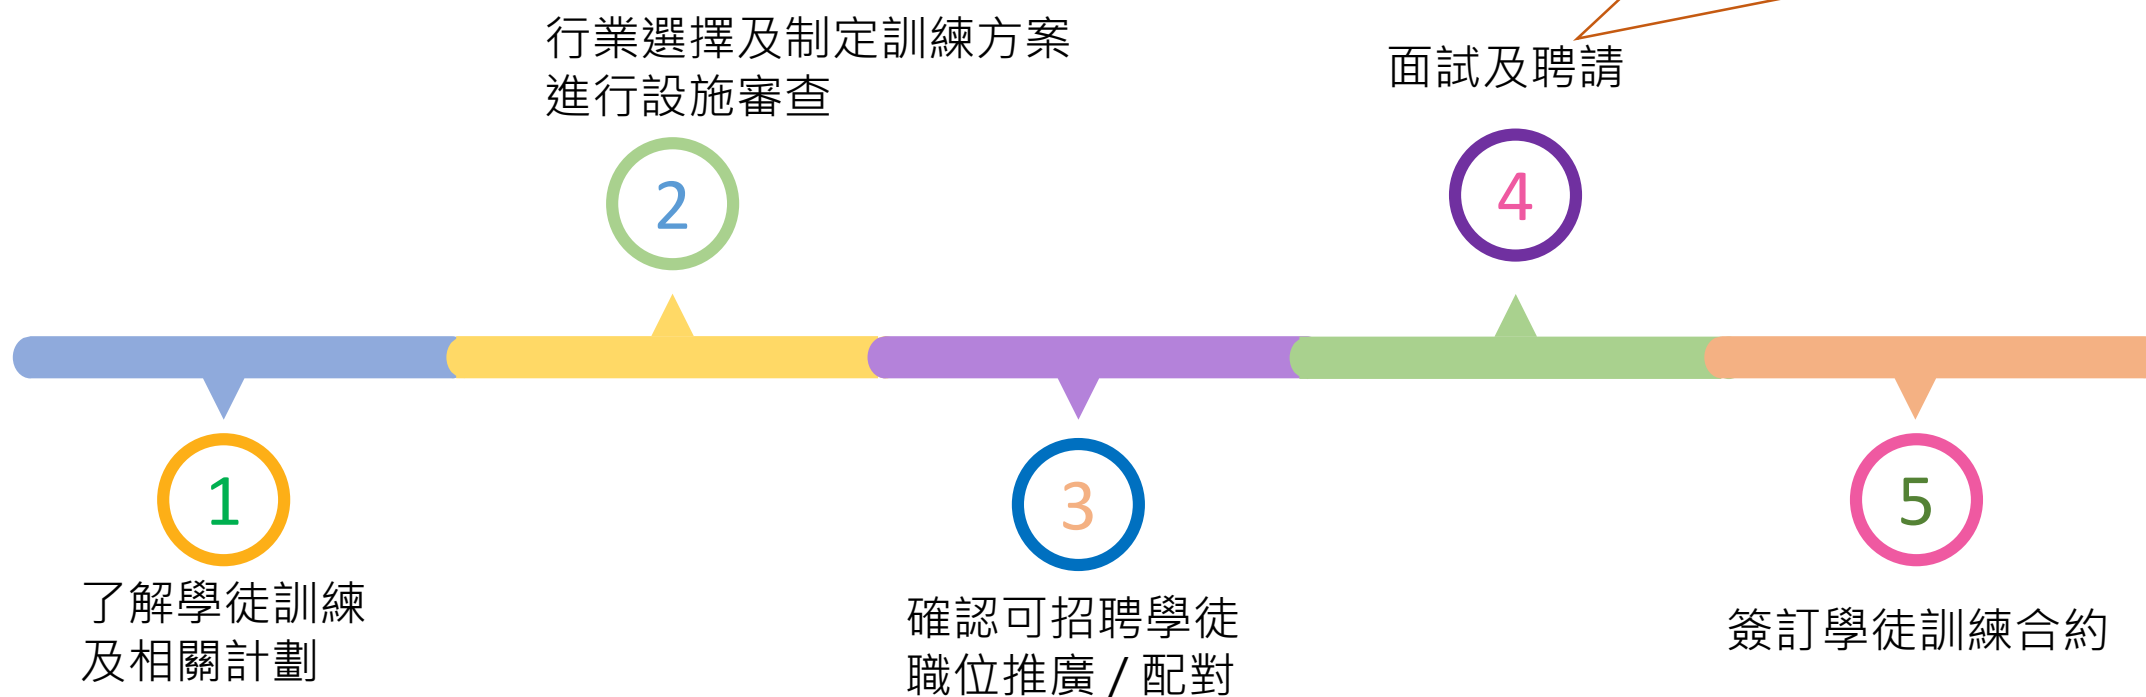 行業選擇及制定訓練方案
進行設施審查
面試及聘請
2
4
1
3
5
了解學徒訓練
及相關計劃
確認可招聘學徒
職位推廣 / 配對
簽訂學徒訓練合約